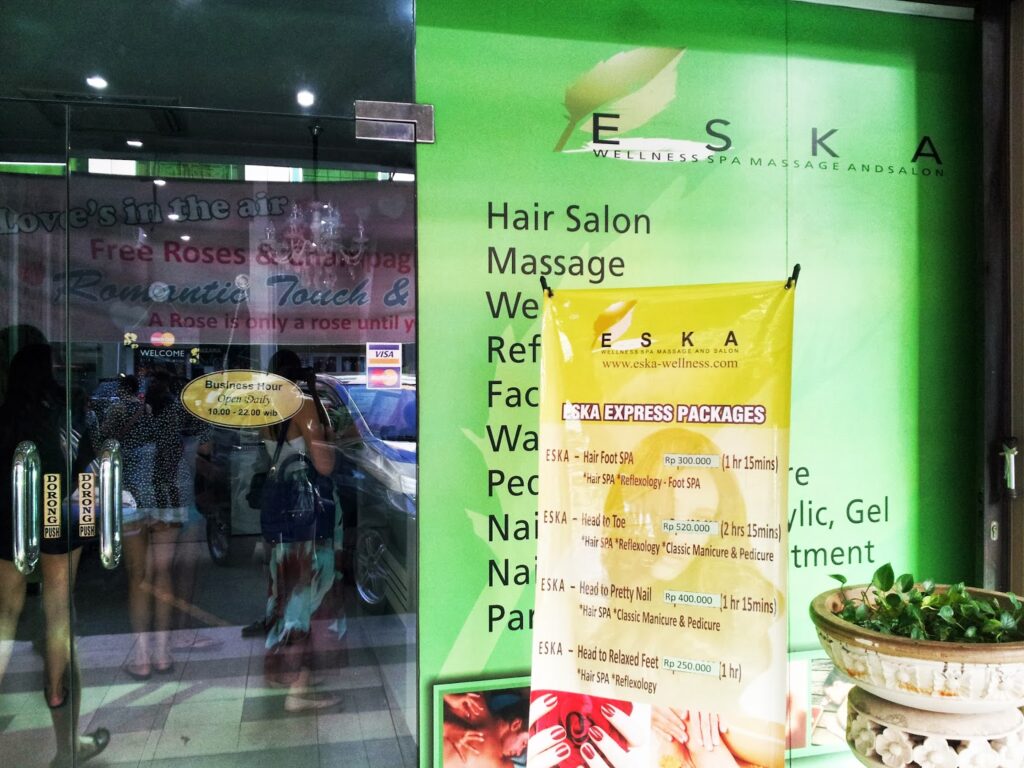 Love's in the air
Free Roses &
Romantic Touch &
A Rose is only a rose until
MasterCard
WELCOME
VISA
MasterCard
Business Hour
Open Daily
10.00 - 22.00 wib
DORONG
PUSH
DORONG
PUSH
E S K A
WELLNESS SPA MASSAGE AND SALON
Hair Salon
Massage
We
Ref
Fac
Wa
Ped re
Nai ylic, Gel
Nai tment
Par
E S K A
WELLNESS SPA MASSAGE AND SALON
www.eska-wellness.com
ESKA EXPRESS PACKAGES
ESKA – Hair Foot SPA Rp 300.000 (1 hr 15mins)
*Hair SPA *Reflexology - Foot SPA
ESKA – Head to Toe Rp 520.000 (2 hrs 15mins)
*Hair SPA *Reflexology *Classic Manicure & Pedicure
ESKA – Head to Pretty Nail Rp 400.000 (1 hr 15mins)
*Hair SPA *Classic Manicure & Pedicure
ESKA – Head to Relaxed Feet Rp 250.000 (1 hr)
*Hair SPA *Reflexology